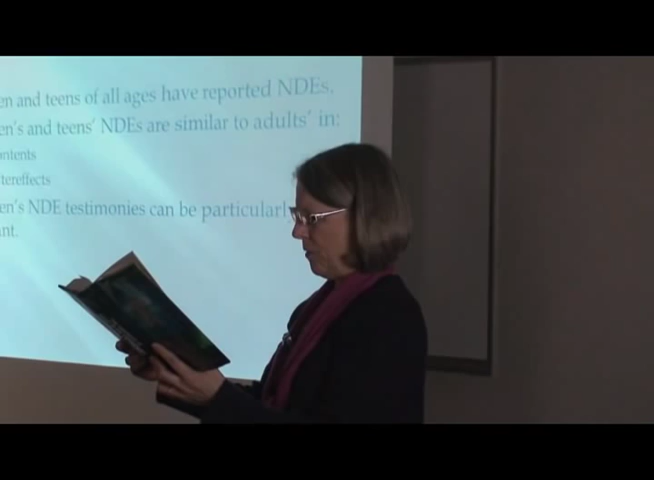 en and teens of all ages have reported NDEs.
en's and teens' NDEs are similar to adults' in:
ontents
tereffects
en's NDE testimonies can be particularl
nt.